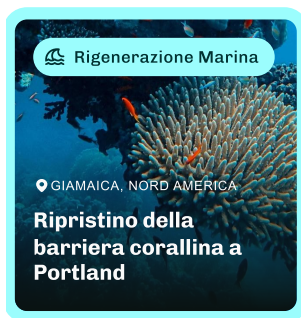 Rigenerazione Marina
GIAMAICA, NORD AMERICA
Ripristino della
barriera corallina a
Portland